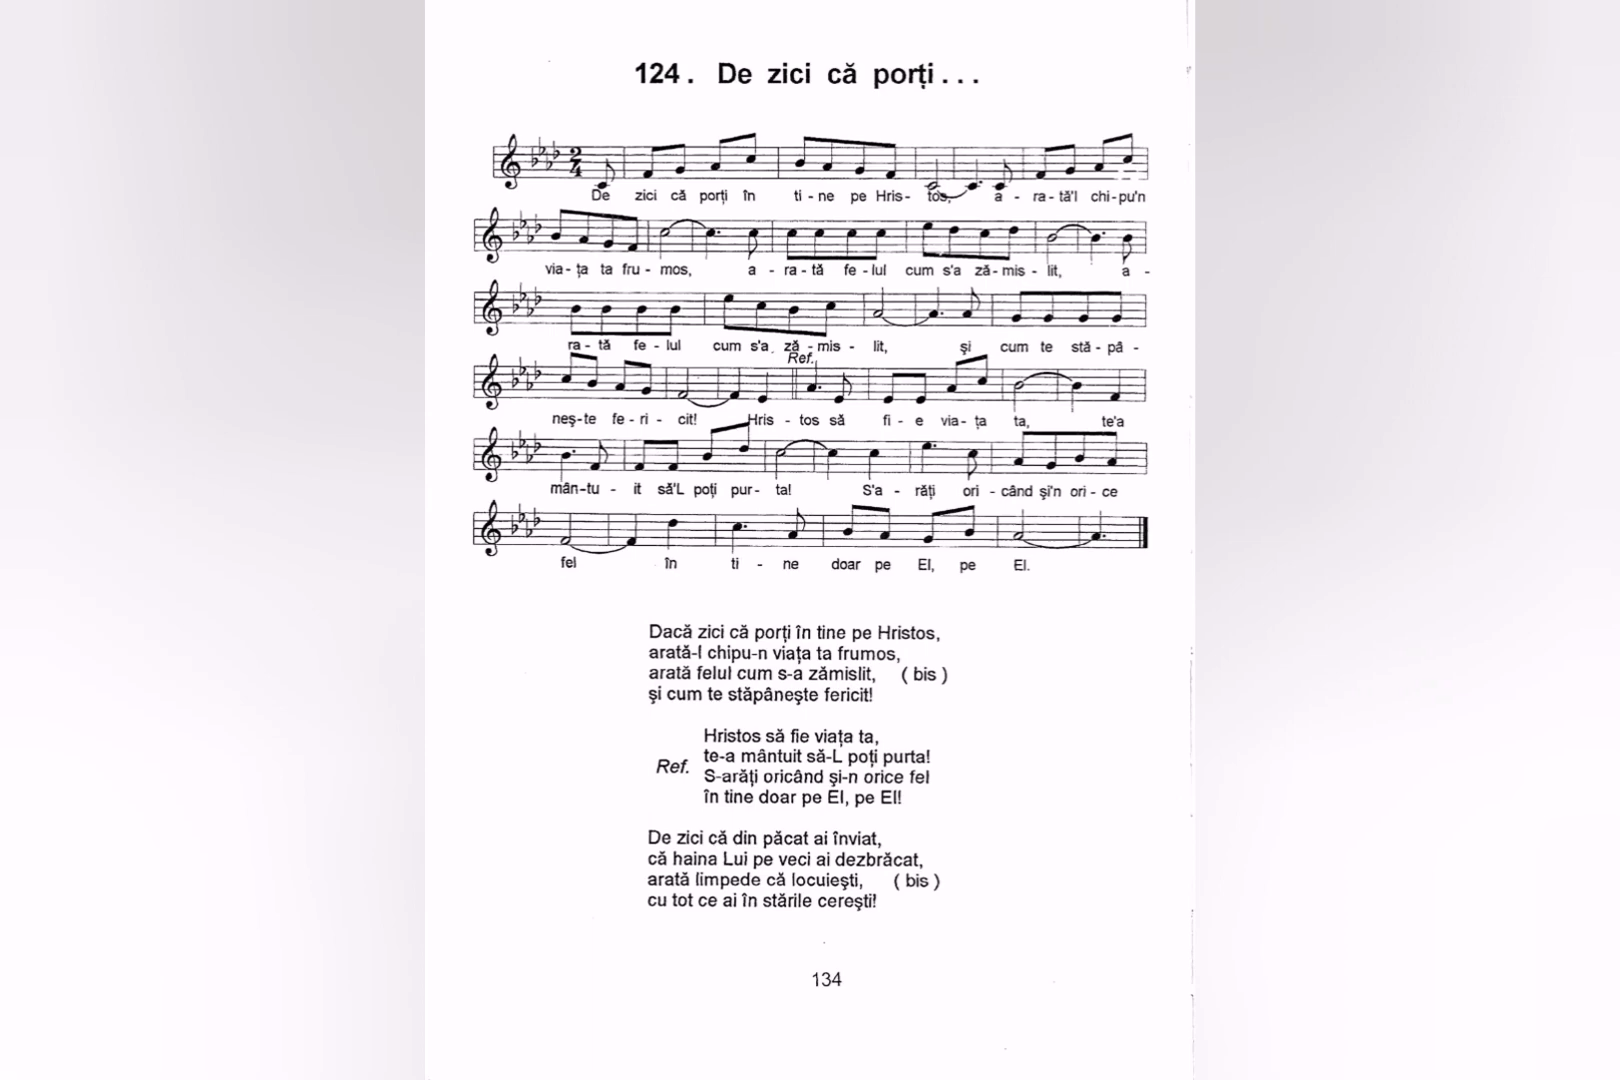 124. De zici că porți...
De zici că porți în ti - ne pe Hris - tos, a - ra - tă'l chi - pu'n
via - ța ta fru - mos, a - ra - tă fe - lul cum s'a ză - mis - lit, a -
ra - tă fe - lul cum s'a ză - mis - lit, și cum te stă - pâ -
Ref.
neș - te fe - ri - cit! Hris - tos să fi - e via - ța ta, te'a
mân - tu - it să'L poți pur - ta! S'a - răți ori - când și'n ori - ce
fel în ti - ne doar pe El, pe El.
Dacă zici că porți în tine pe Hristos,
arată-l chipu-n viața ta frumos,
arată felul cum s-a zămislit, ( bis )
și cum te stăpânește fericit!
Hristos să fie viața ta,
te-a mântuit să-L poți purta!
Ref.
S-arăți oricând și-n orice fel
în tine doar pe El, pe El!
De zici că din păcat ai înviat,
că haina Lui pe veci ai dezbrăcat,
arată limpede că locuiești, ( bis )
cu tot ce ai în stările cerești!
134